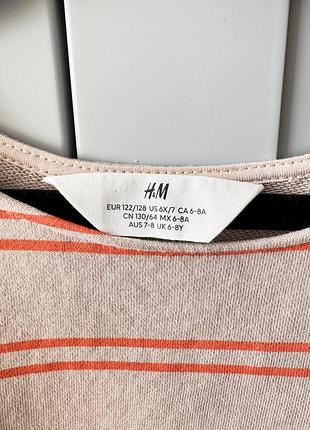 H&M
EUR 122/128 US 6X/7 CA 6-8A
CN 130/64 MX 6-8A
AUS 7-8 UK 6-8Y